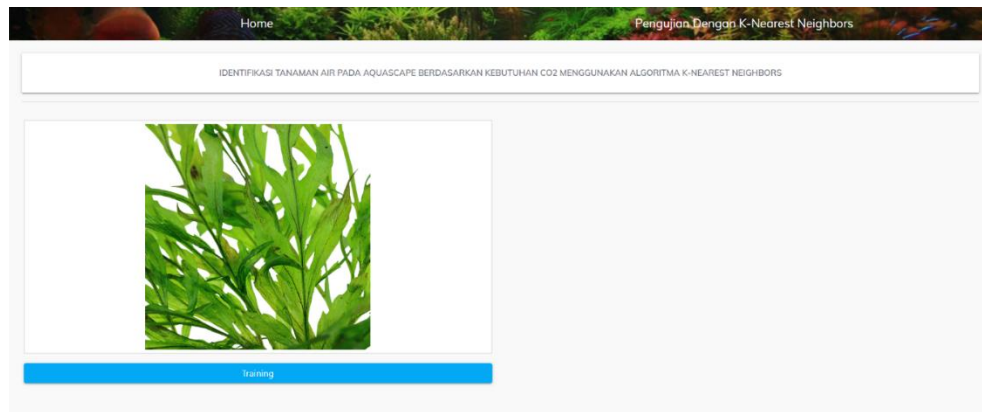 Home
Pengujian Dengan K-Nearest Neighbors
IDENTIFIKASI TANAMAN AIR PADA AQUASCAPE BERDASARKAN KEBUTUHAN CO2 MENGGUNAKAN ALGORITMA K-NEAREST NEIGHBORS
Training